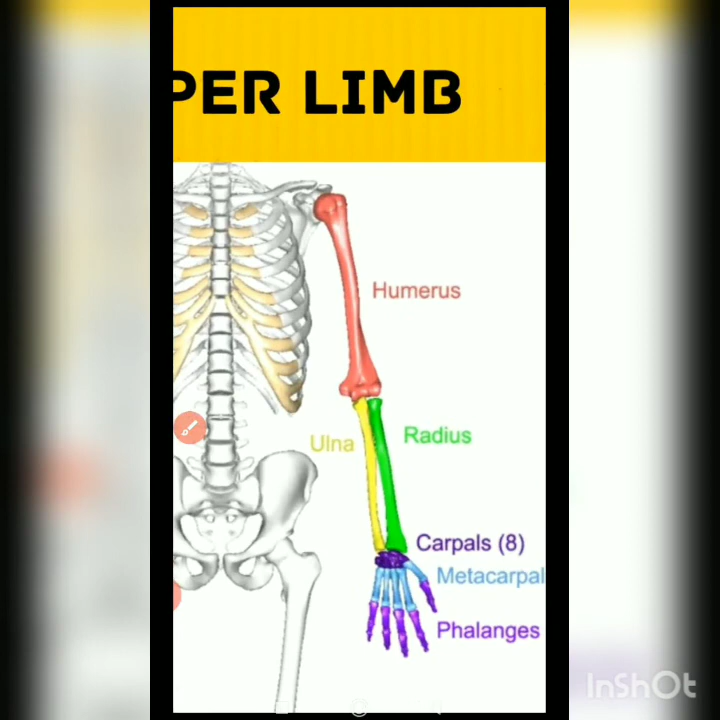 PER LIMB
Humerus
Ulna
Radius
Carpals (8)
Metacarpal
Phalanges
InShOt